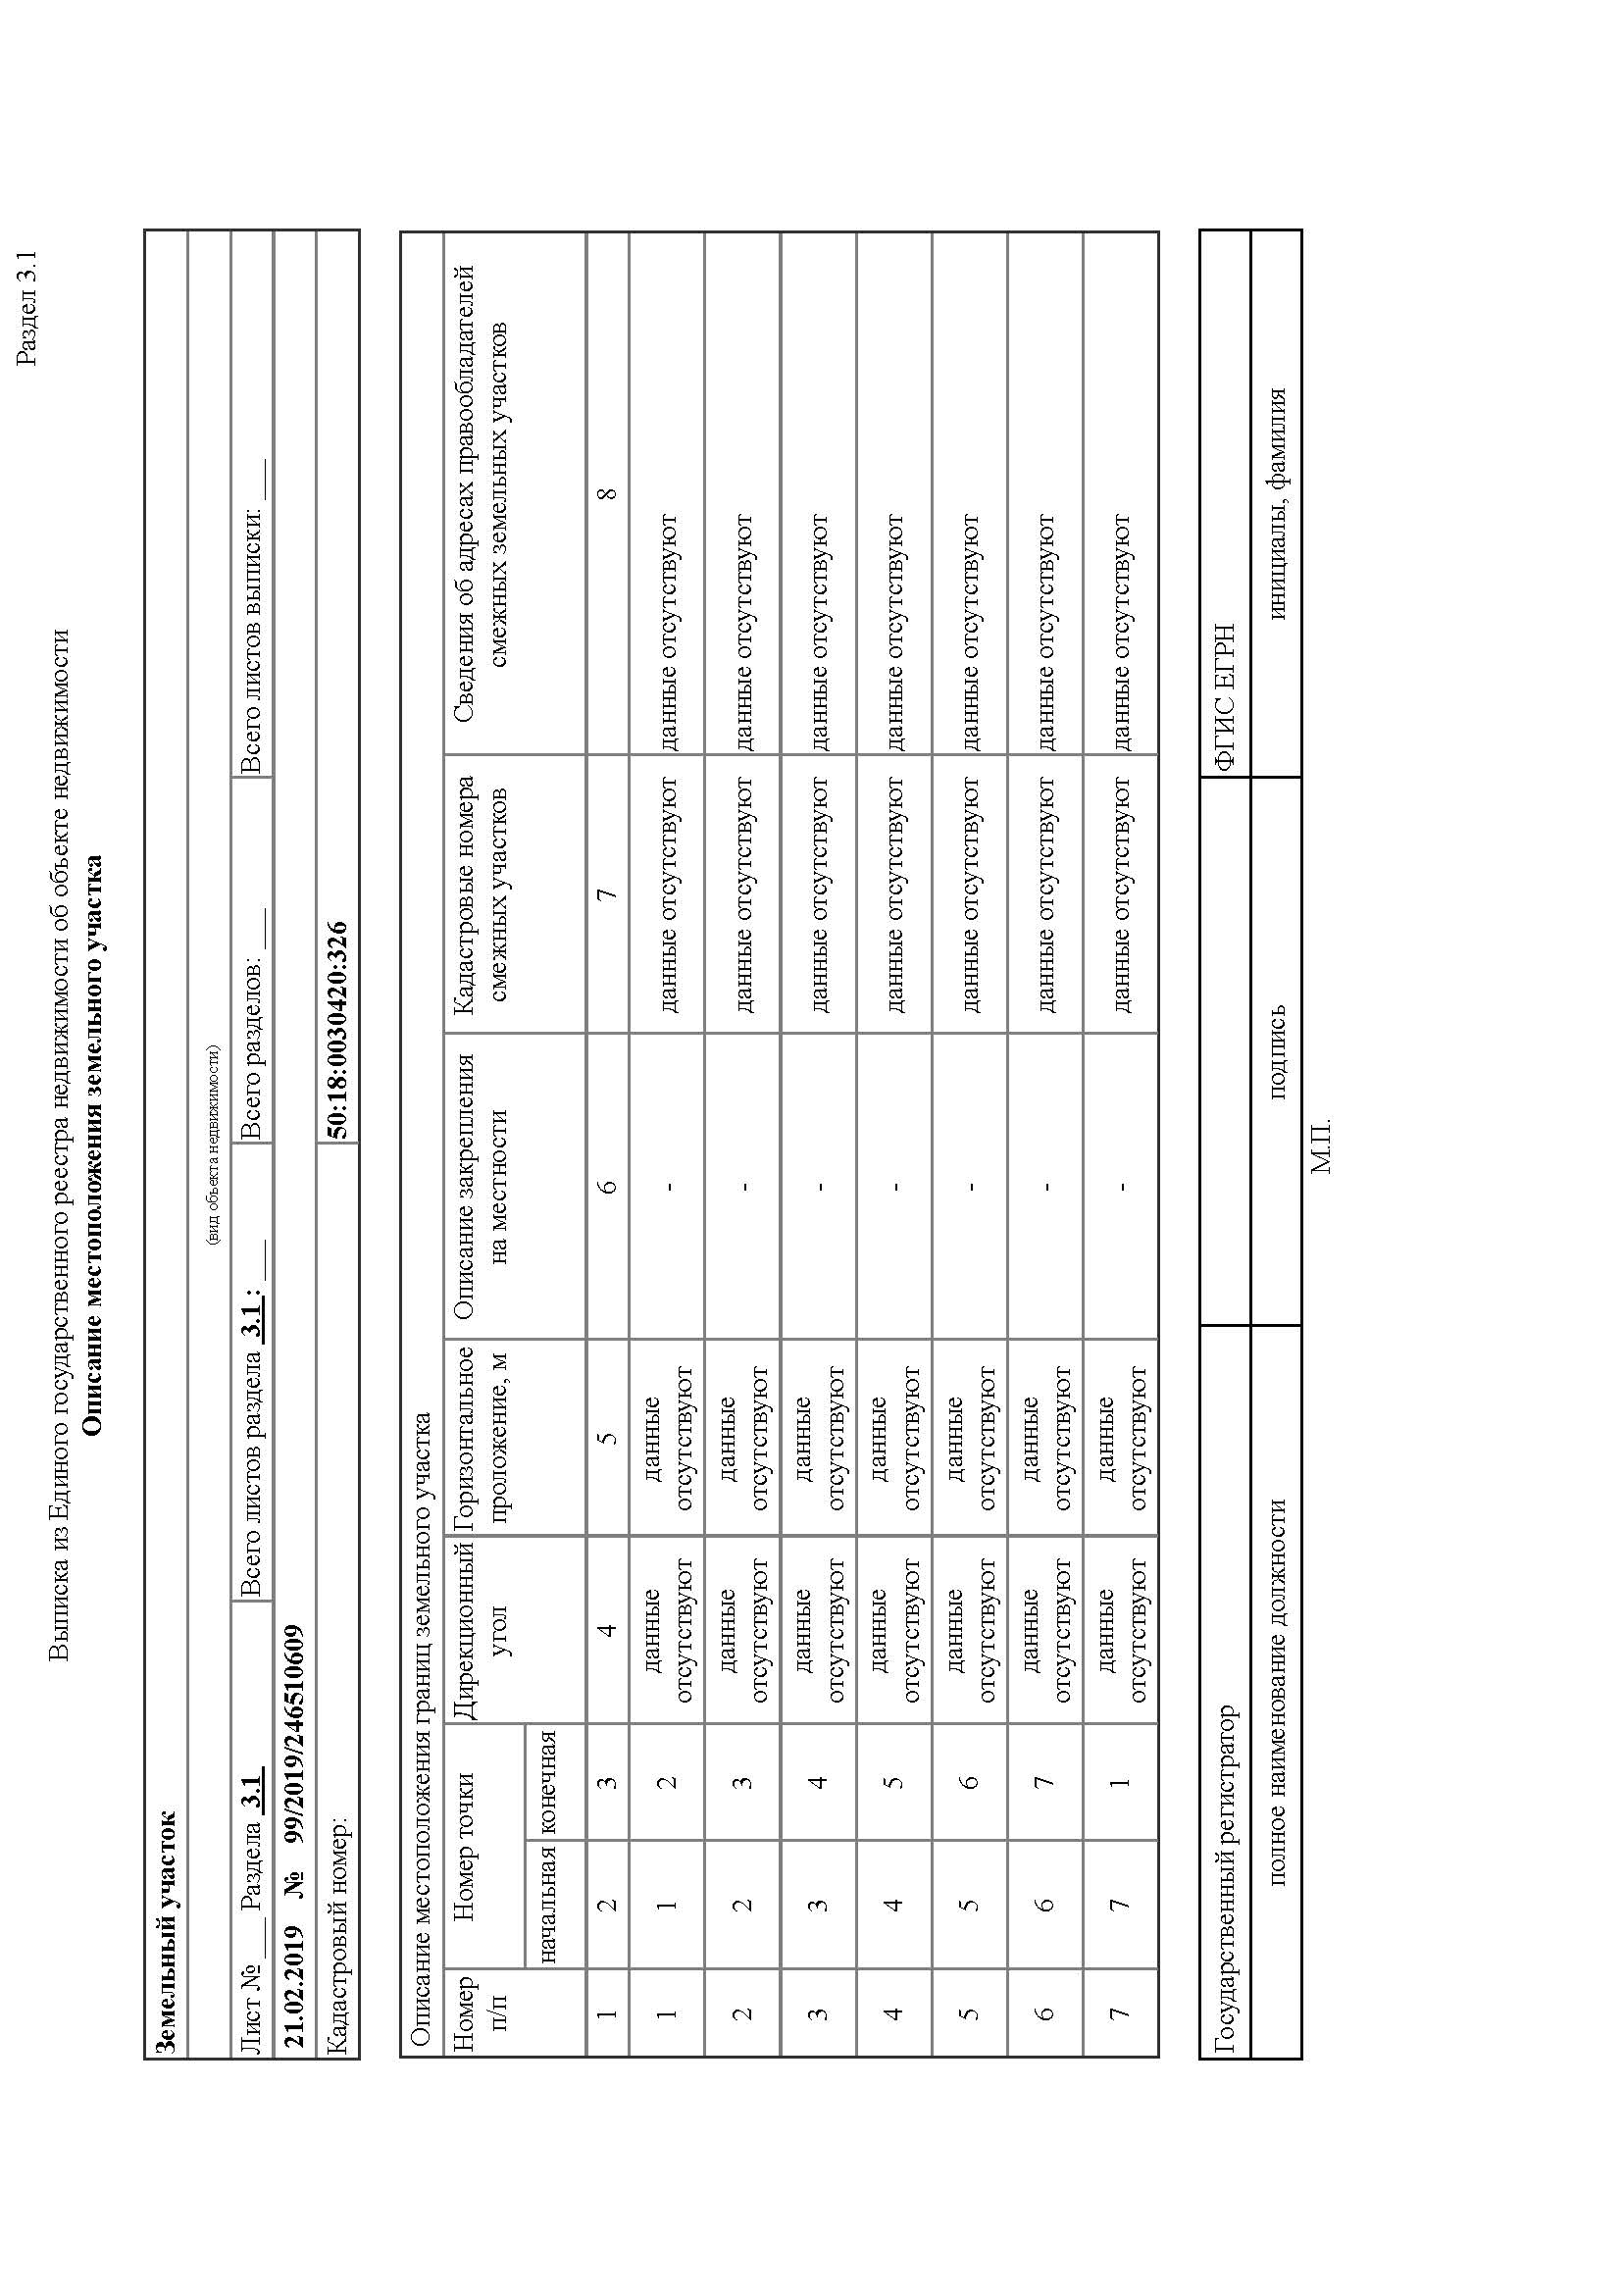 Раздел 3.1
Выписка из Единого государственного реестра недвижимости об объекте недвижимости
Описание местоположения земельного участка
Земельный участок
(вид объекта недвижимости)
Лист № ___ Раздела 3.1 Всего листов раздела 3.1 : ___ Всего разделов: ___ Всего листов выписки: ___
21.02.2019 № 99/2019/246510609
Кадастровый номер: 50:18:0030420:326
Описание местоположения границ земельного участка
Номер п/п Номер точки Дирекционный угол Горизонтальное проложение, м Описание закрепления на местности Кадастровые номера смежных участков Сведения об адресах правообладателей смежных земельных участков
начальная конечная
1 2 3 4 5 6 7 8
1 1 2 данные отсутствуют данные отсутствуют - данные отсутствуют данные отсутствуют
2 2 3 данные отсутствуют данные отсутствуют - данные отсутствуют данные отсутствуют
3 3 4 данные отсутствуют данные отсутствуют - данные отсутствуют данные отсутствуют
4 4 5 данные отсутствуют данные отсутствуют - данные отсутствуют данные отсутствуют
5 5 6 данные отсутствуют данные отсутствуют - данные отсутствуют данные отсутствуют
6 6 7 данные отсутствуют данные отсутствуют - данные отсутствуют данные отсутствуют
7 7 1 данные отсутствуют данные отсутствуют - данные отсутствуют данные отсутствуют
Государственный регистратор ФГИС ЕГРН
полное наименование должности подпись инициалы, фамилия
М.П.